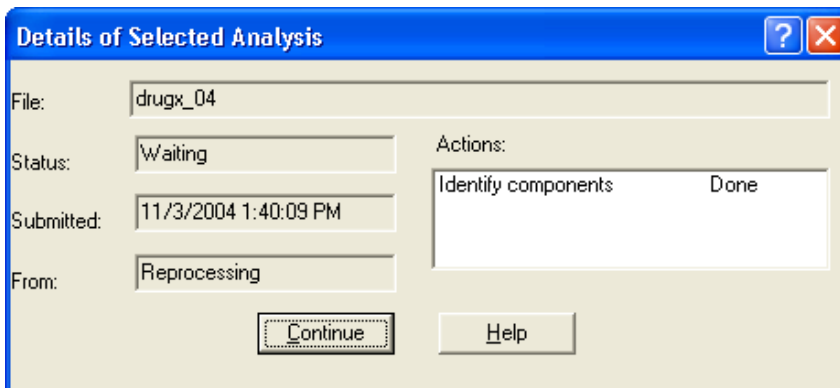 Details of Selected Analysis
File: drugx_04
Status: Waiting
Submitted: 11/3/2004 1:40:09 PM
From: Reprocessing
Actions:
Identify components Done
Continue Help